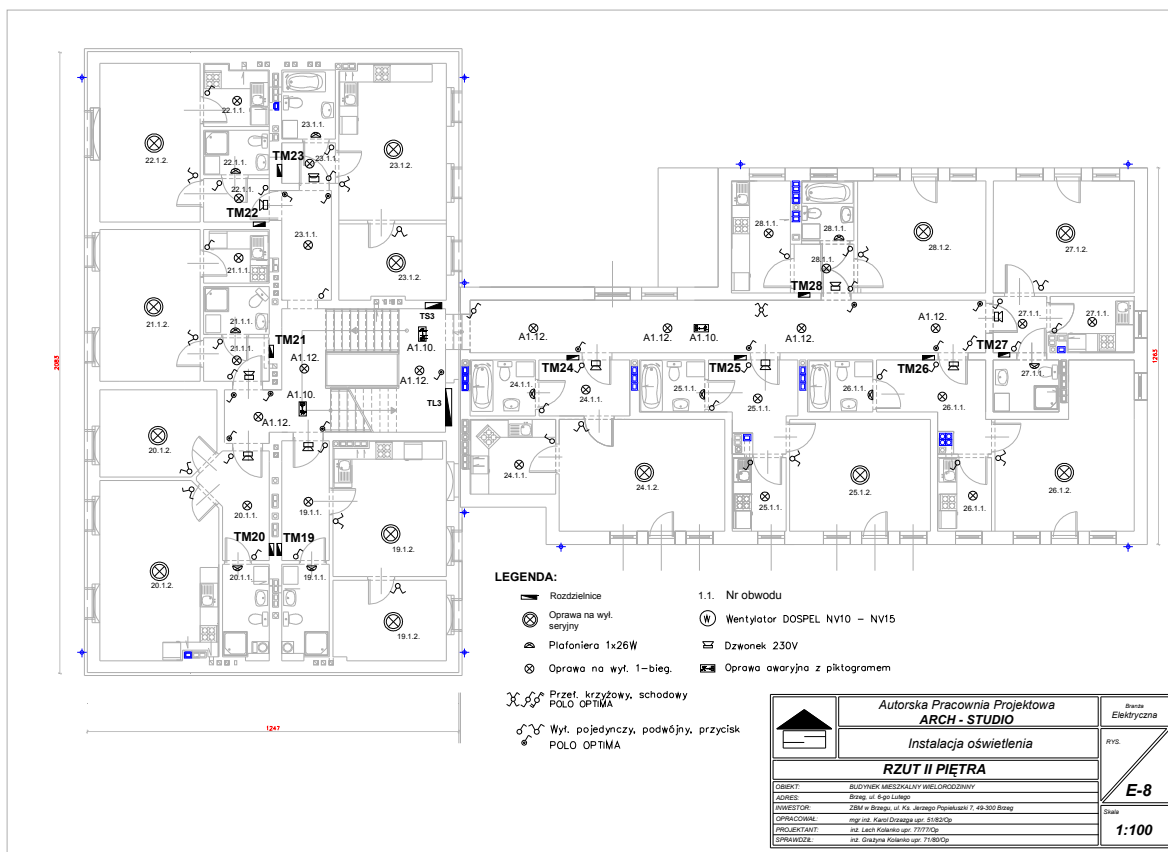 22.1.1.
22.1.2.
22.1.1.
22.1.1.
TM22
23.1.1.
TM23
23.1.1.
23.1.2.
23.1.1.
23.1.2.
21.1.1.
21.1.2.
21.1.1.
21.1.1.
TM21
A1.12.
A1.10.
TS3
A1.10.
A1.12.
TL3
A1.12.
20.1.2.
20.1.1.
TM20
TM19
19.1.1.
20.1.2.
20.1.1.
19.1.1.
19.1.2.
19.1.2.
28.1.1.
28.1.1.
28.1.1.
28.1.2.
27.1.2.
TM28
A1.12.
A1.12.
A1.10.
A1.12.
A1.12.
27.1.1.
27.1.1.
TM27
27.1.1.
TM24
24.1.1.
24.1.1.
24.1.1.
24.1.2.
TM25
25.1.1.
25.1.1.
25.1.1.
25.1.2.
TM26
26.1.1.
26.1.1.
26.1.1.
26.1.2.
2083
1263
1247
LEGENDA:
Rozdzielnice
Oprawa na wył.
seryjny
Plafoniera 1x26W
Oprawa na wył. 1-bieg.
Przeł. krzyżowy, schodowy
POLO OPTIMA
Wył. pojedynczy, podwójny, przycisk
POLO OPTIMA
1.1. Nr obwodu
W Wentylator DOSPEL NV10 - NV15
Dzwonek 230V
Oprawa awaryjna z piktogramem
Autorska Pracownia Projektowa
ARCH - STUDIO
Branża
Elektryczna
Instalacja oświetlenia
RYS.
RZUT II PIĘTRA
E-8
OBIEKT: BUDYNEK MIESZKALNY WIELORODZINNY
ADRES: Brzeg, ul. 6-go Lutego
INWESTOR: ZBM w Brzegu, ul. Ks. Jerzego Popiełuszki 7, 49-300 Brzeg
OPRACOWAŁ: mgr inż. Karol Drzazga upr. 51/82/Op
PROJEKTANT: inż. Lech Kolanko upr. 77/77/Op
SPRAWDZIŁ: inż. Grażyna Kolanko upr. 71/80/Op
Skala
1:100